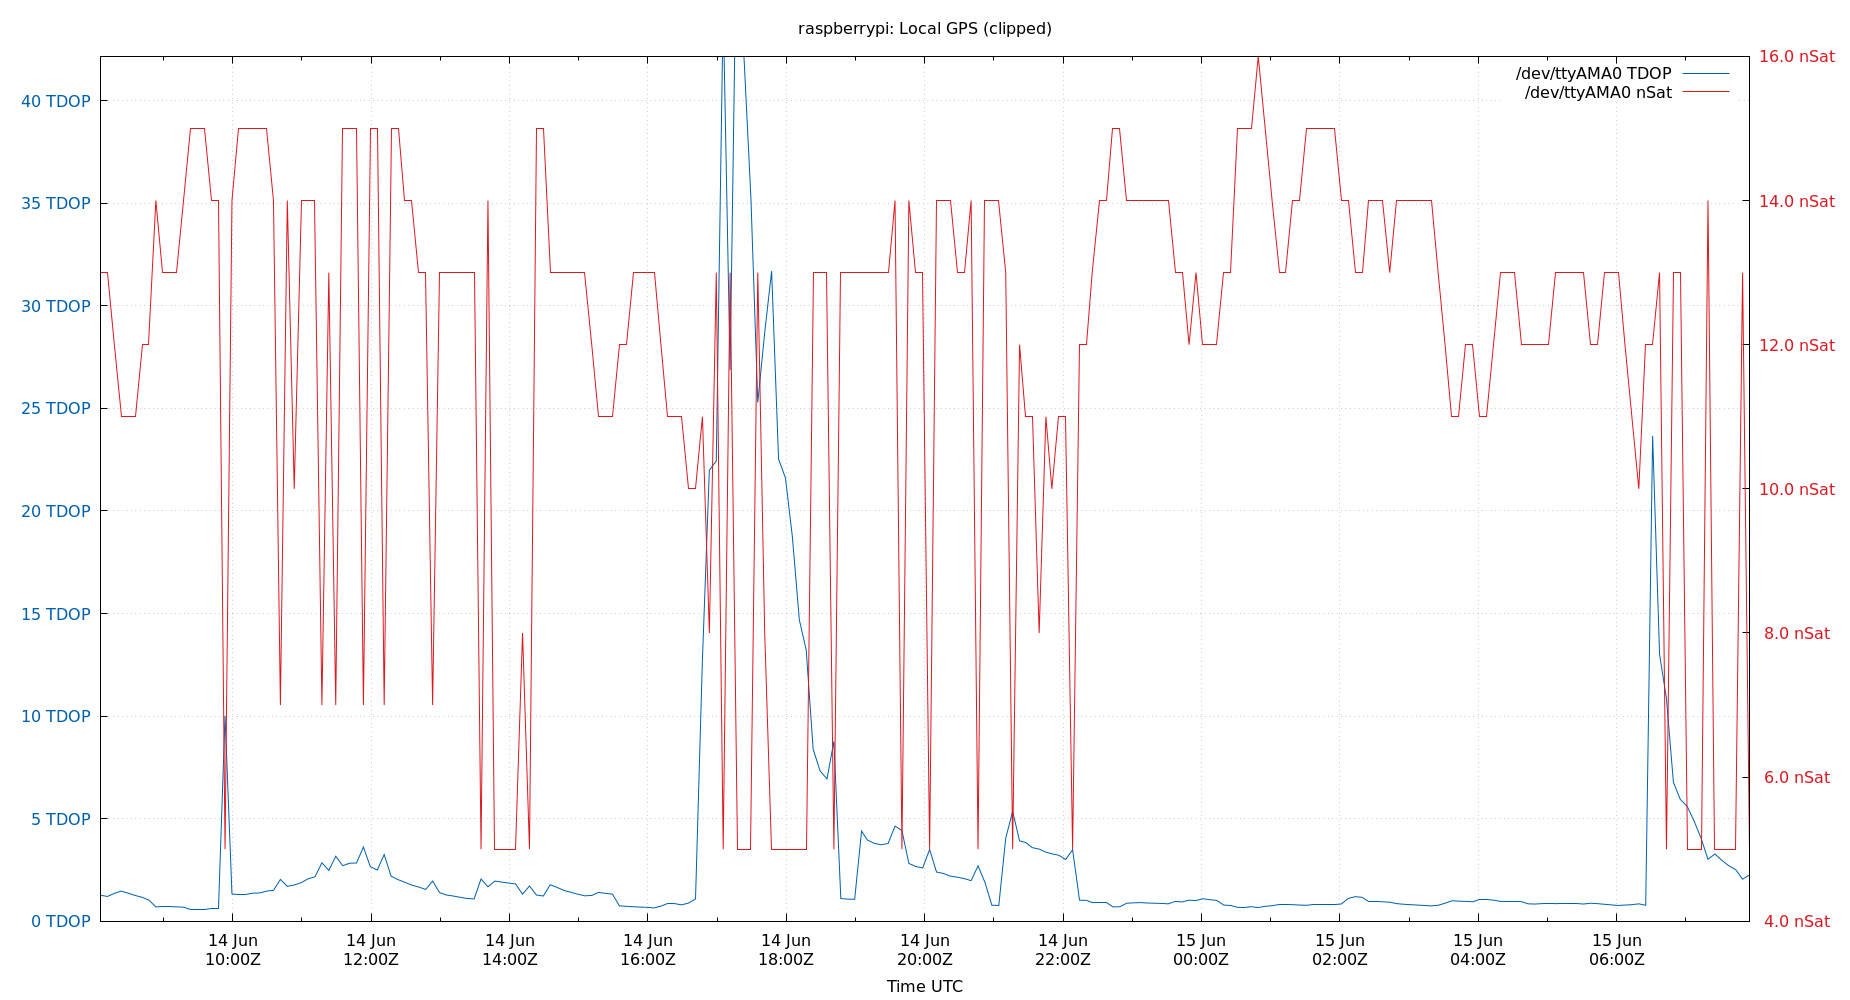 raspberrypi: Local GPS (clipped)
/dev/ttyAMA0 TDOP
/dev/ttyAMA0 nSat
40 TDOP
35 TDOP
30 TDOP
25 TDOP
20 TDOP
15 TDOP
10 TDOP
5 TDOP
0 TDOP
16.0 nSat
14.0 nSat
12.0 nSat
10.0 nSat
8.0 nSat
6.0 nSat
4.0 nSat
14 Jun
10:00Z
14 Jun
12:00Z
14 Jun
14:00Z
14 Jun
16:00Z
14 Jun
18:00Z
14 Jun
20:00Z
14 Jun
22:00Z
15 Jun
00:00Z
15 Jun
02:00Z
15 Jun
04:00Z
15 Jun
06:00Z
Time UTC